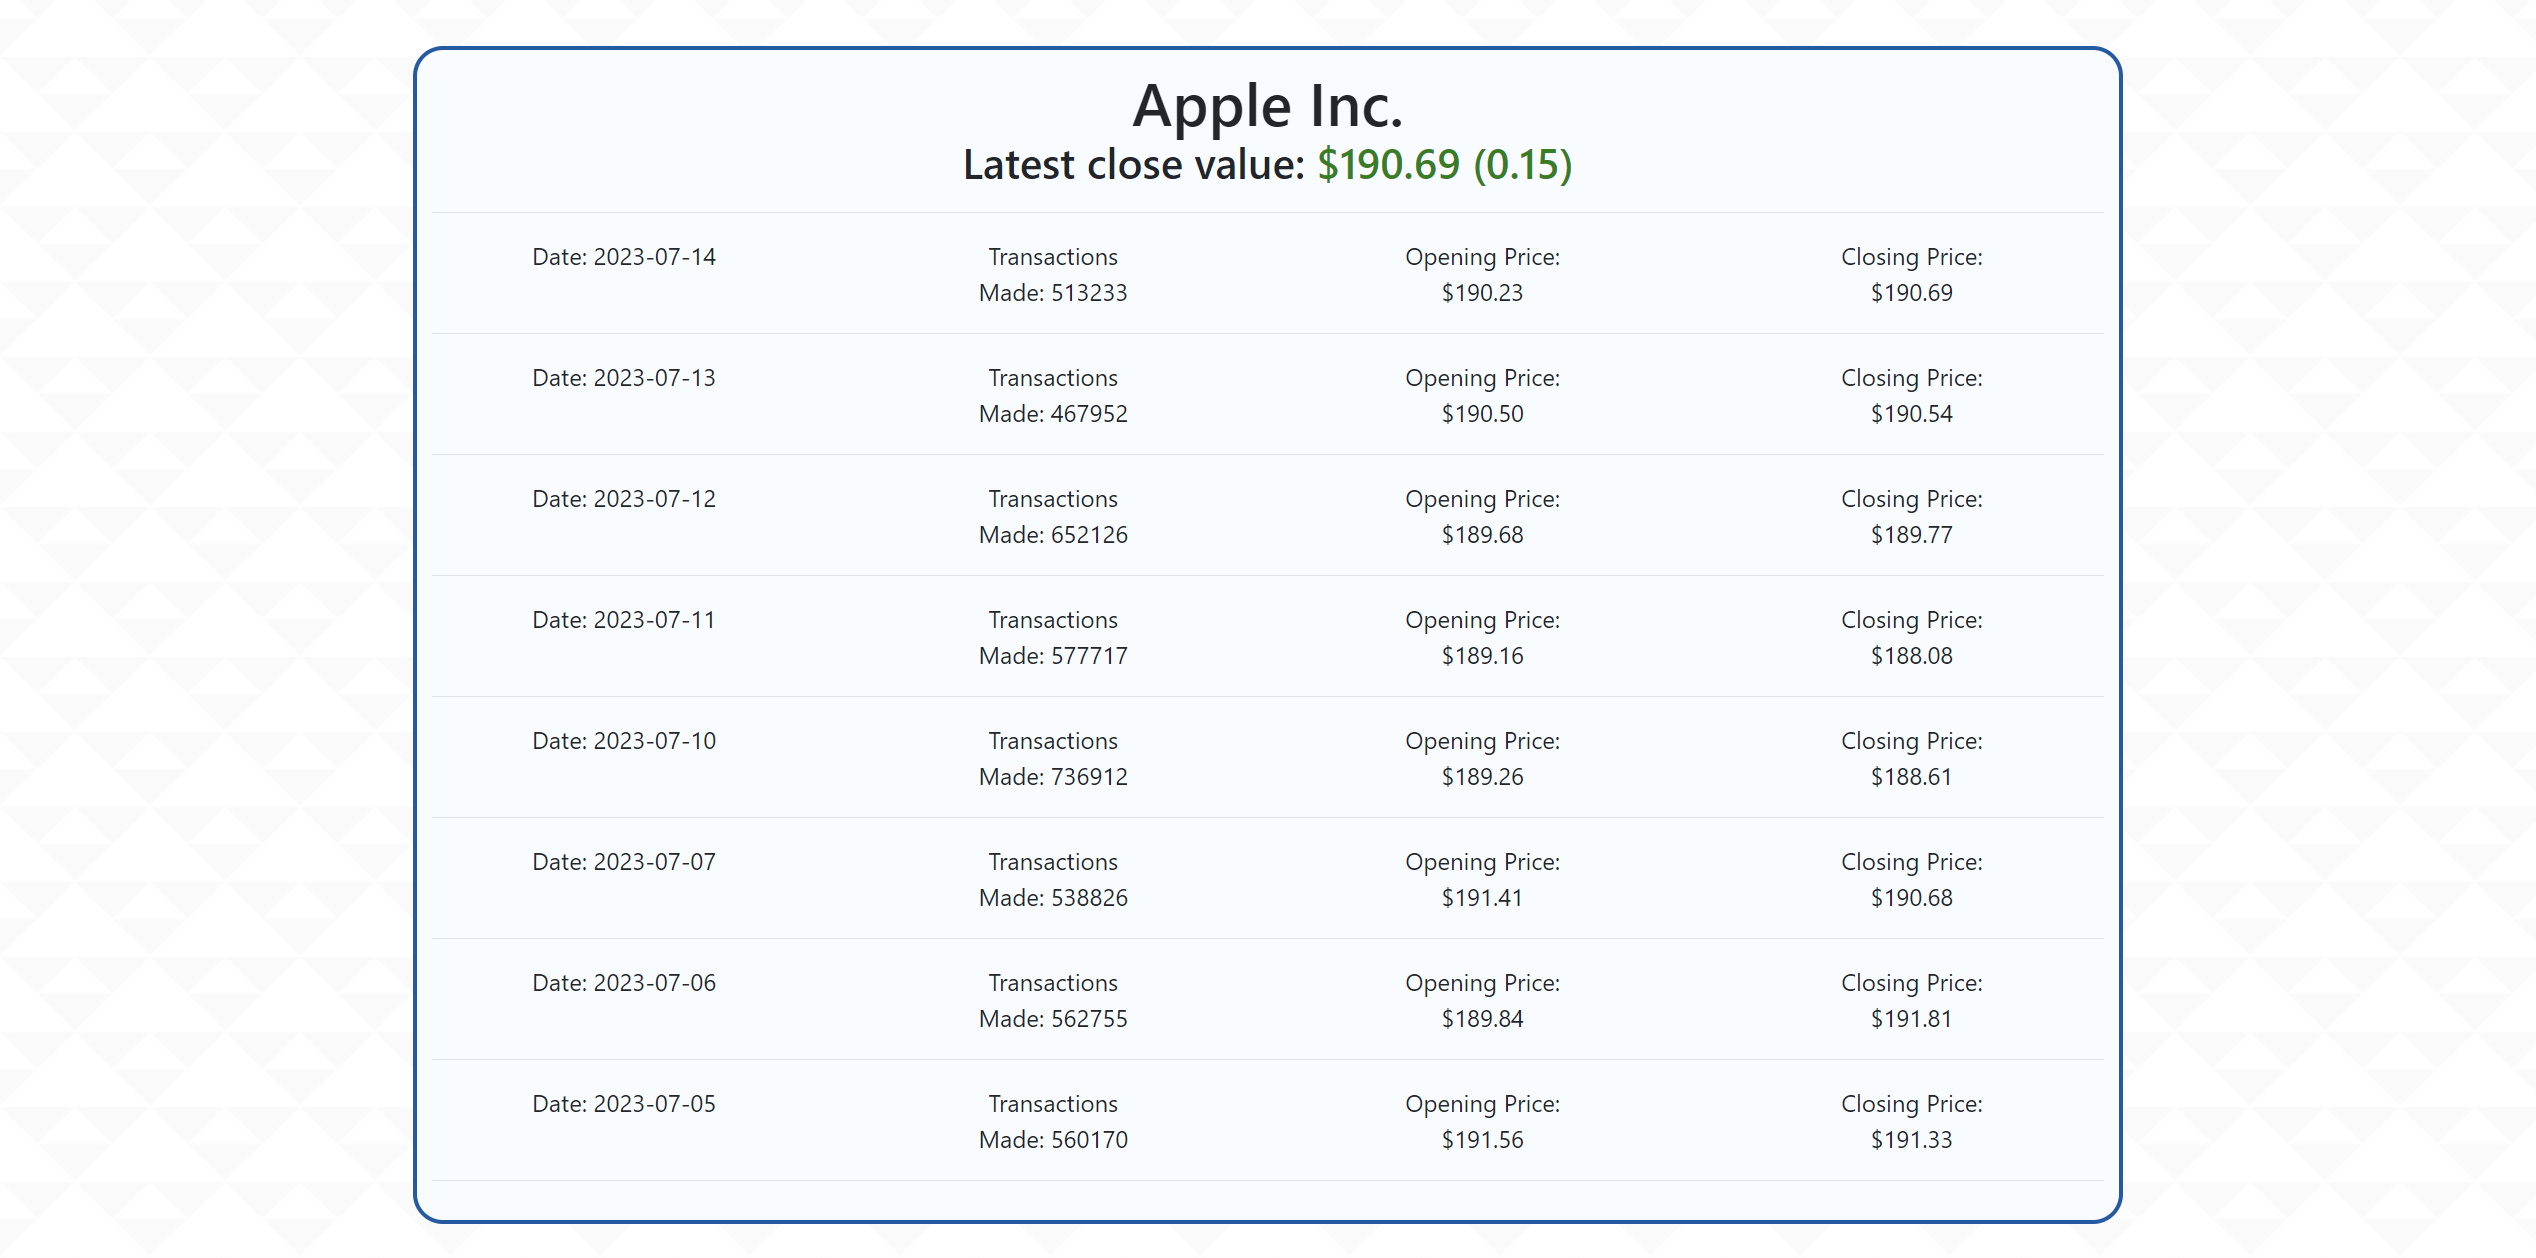 Apple Inc.
Latest close value: $190.69 (0.15)
Date: 2023-07-14
Transactions
Made: 513233
Opening Price:
$190.23
Closing Price:
$190.69
Date: 2023-07-13
Transactions
Made: 467952
Opening Price:
$190.50
Closing Price:
$190.54
Date: 2023-07-12
Transactions
Made: 652126
Opening Price:
$189.68
Closing Price:
$189.77
Date: 2023-07-11
Transactions
Made: 577717
Opening Price:
$189.16
Closing Price:
$188.08
Date: 2023-07-10
Transactions
Made: 736912
Opening Price:
$189.26
Closing Price:
$188.61
Date: 2023-07-07
Transactions
Made: 538826
Opening Price:
$191.41
Closing Price:
$190.68
Date: 2023-07-06
Transactions
Made: 562755
Opening Price:
$189.84
Closing Price:
$191.81
Date: 2023-07-05
Transactions
Made: 560170
Opening Price:
$191.56
Closing Price:
$191.33